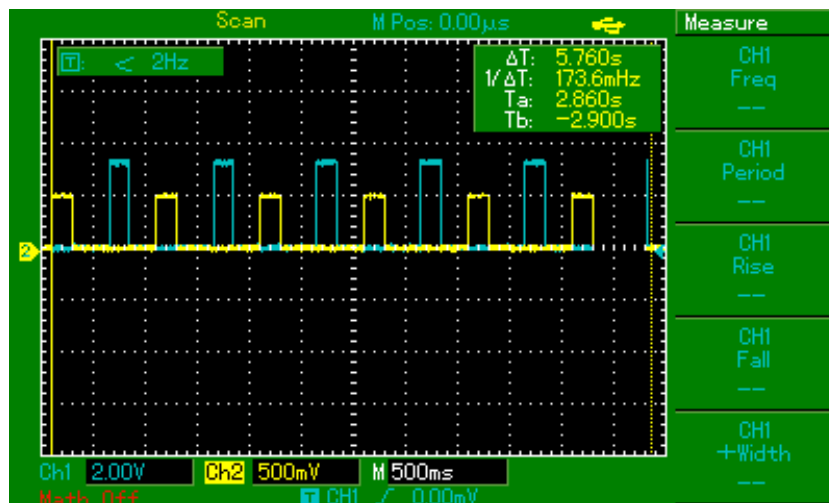 Scan M Pos: 0.00μs Measure
T: < 2Hz
ΔT: 5.760s
1/ΔT: 173.6mHz
Ta: 2.860s
Tb: -2.900s
CH1
Freq
--
CH1
Period
--
CH1
Rise
--
CH1
Fall
--
CH1
+Width
--
2
Ch1 2.00V Ch2 500mV M 500ms
Math Off T CH1 / 0.00mV